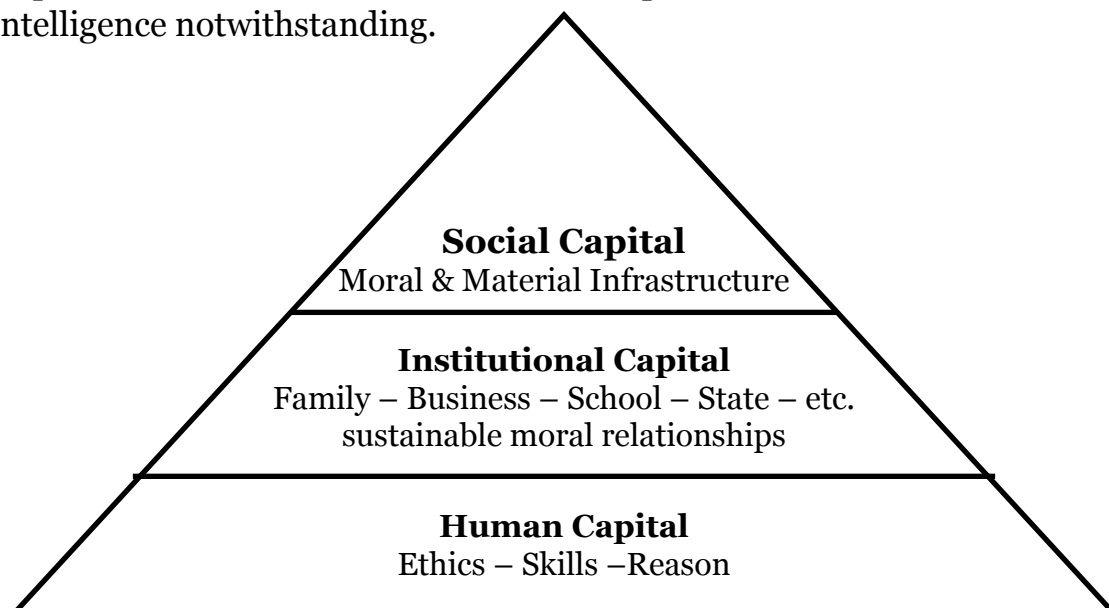 ntelligence notwithstanding.
Social Capital
Moral & Material Infrastructure
Institutional Capital
Family – Business – School – State – etc.
sustainable moral relationships
Human Capital
Ethics – Skills –Reason